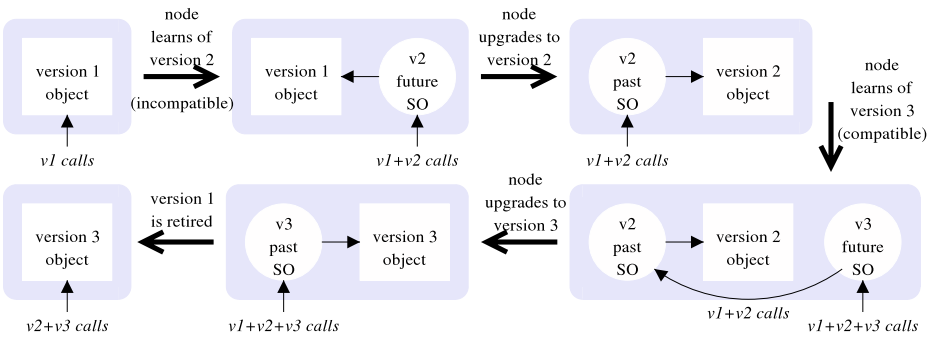 version 1
object
v1 calls
node
learns of
version 2
(incompatible)
version 1
object
v2
future
SO
v1+v2 calls
node
upgrades to
version 2
v2
past
SO
version 2
object
v1+v2 calls
node
learns of
version 3
(compatible)
v2
past
SO
version 2
object
v3
future
SO
v1+v2 calls
v1+v2+v3 calls
node
upgrades to
version 3
v3
past
SO
version 3
object
v1+v2+v3 calls
version 1
is retired
version 3
object
v2+v3 calls